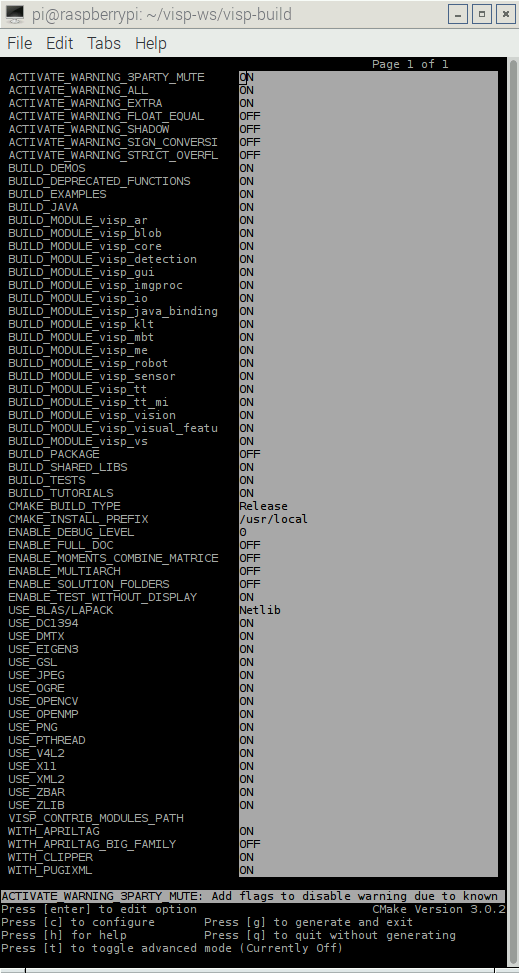 pi@raspberrypi: ~/visp-ws/visp-build
File Edit Tabs Help
Page 1 of 1
ACTIVATE_WARNING_3PARTY_MUTE ON
ACTIVATE_WARNING_ALL ON
ACTIVATE_WARNING_EXTRA ON
ACTIVATE_WARNING_FLOAT_EQUAL OFF
ACTIVATE_WARNING_SHADOW OFF
ACTIVATE_WARNING_SIGN_CONVERSI OFF
ACTIVATE_WARNING_STRICT_OVERFL OFF
BUILD_DEMOS ON
BUILD_DEPRECATED_FUNCTIONS ON
BUILD_EXAMPLES ON
BUILD_JAVA ON
BUILD_MODULE_visp_ar ON
BUILD_MODULE_visp_blob ON
BUILD_MODULE_visp_core ON
BUILD_MODULE_visp_detection ON
BUILD_MODULE_visp_gui ON
BUILD_MODULE_visp_imgproc ON
BUILD_MODULE_visp_io ON
BUILD_MODULE_visp_java_binding ON
BUILD_MODULE_visp_klt ON
BUILD_MODULE_visp_mbt ON
BUILD_MODULE_visp_me ON
BUILD_MODULE_visp_robot ON
BUILD_MODULE_visp_sensor ON
BUILD_MODULE_visp_tt ON
BUILD_MODULE_visp_tt_mi ON
BUILD_MODULE_visp_vision ON
BUILD_MODULE_visp_visual_featu ON
BUILD_MODULE_visp_vs ON
BUILD_PACKAGE OFF
BUILD_SHARED_LIBS ON
BUILD_TESTS ON
BUILD_TUTORIALS ON
CMAKE_BUILD_TYPE Release
CMAKE_INSTALL_PREFIX /usr/local
ENABLE_DEBUG_LEVEL 0
ENABLE_FULL_DOC OFF
ENABLE_MOMENTS_COMBINE_MATRICE OFF
ENABLE_MULTIARCH OFF
ENABLE_SOLUTION_FOLDERS OFF
ENABLE_TEST_WITHOUT_DISPLAY ON
USE_BLAS/LAPACK Netlib
USE_DC1394 ON
USE_DMTX ON
USE_EIGEN3 ON
USE_GSL ON
USE_JPEG ON
USE_OGRE ON
USE_OPENCV ON
USE_OPENMP ON
USE_PNG ON
USE_PTHREAD ON
USE_V4L2 ON
USE_X11 ON
USE_XML2 ON
USE_ZBAR ON
USE_ZLIB ON
VISP_CONTRIB_MODULES_PATH
WITH_APRILTAG ON
WITH_APRILTAG_BIG_FAMILY OFF
WITH_CLIPPER ON
WITH_PUGIXML ON
ACTIVATE_WARNING_3PARTY_MUTE: Add flags to disable warning due to known
Press [enter] to edit option CMake Version 3.0.2
Press [c] to configure Press [g] to generate and exit
Press [h] for help Press [q] to quit without generating
Press [t] to toggle advanced mode (Currently Off)